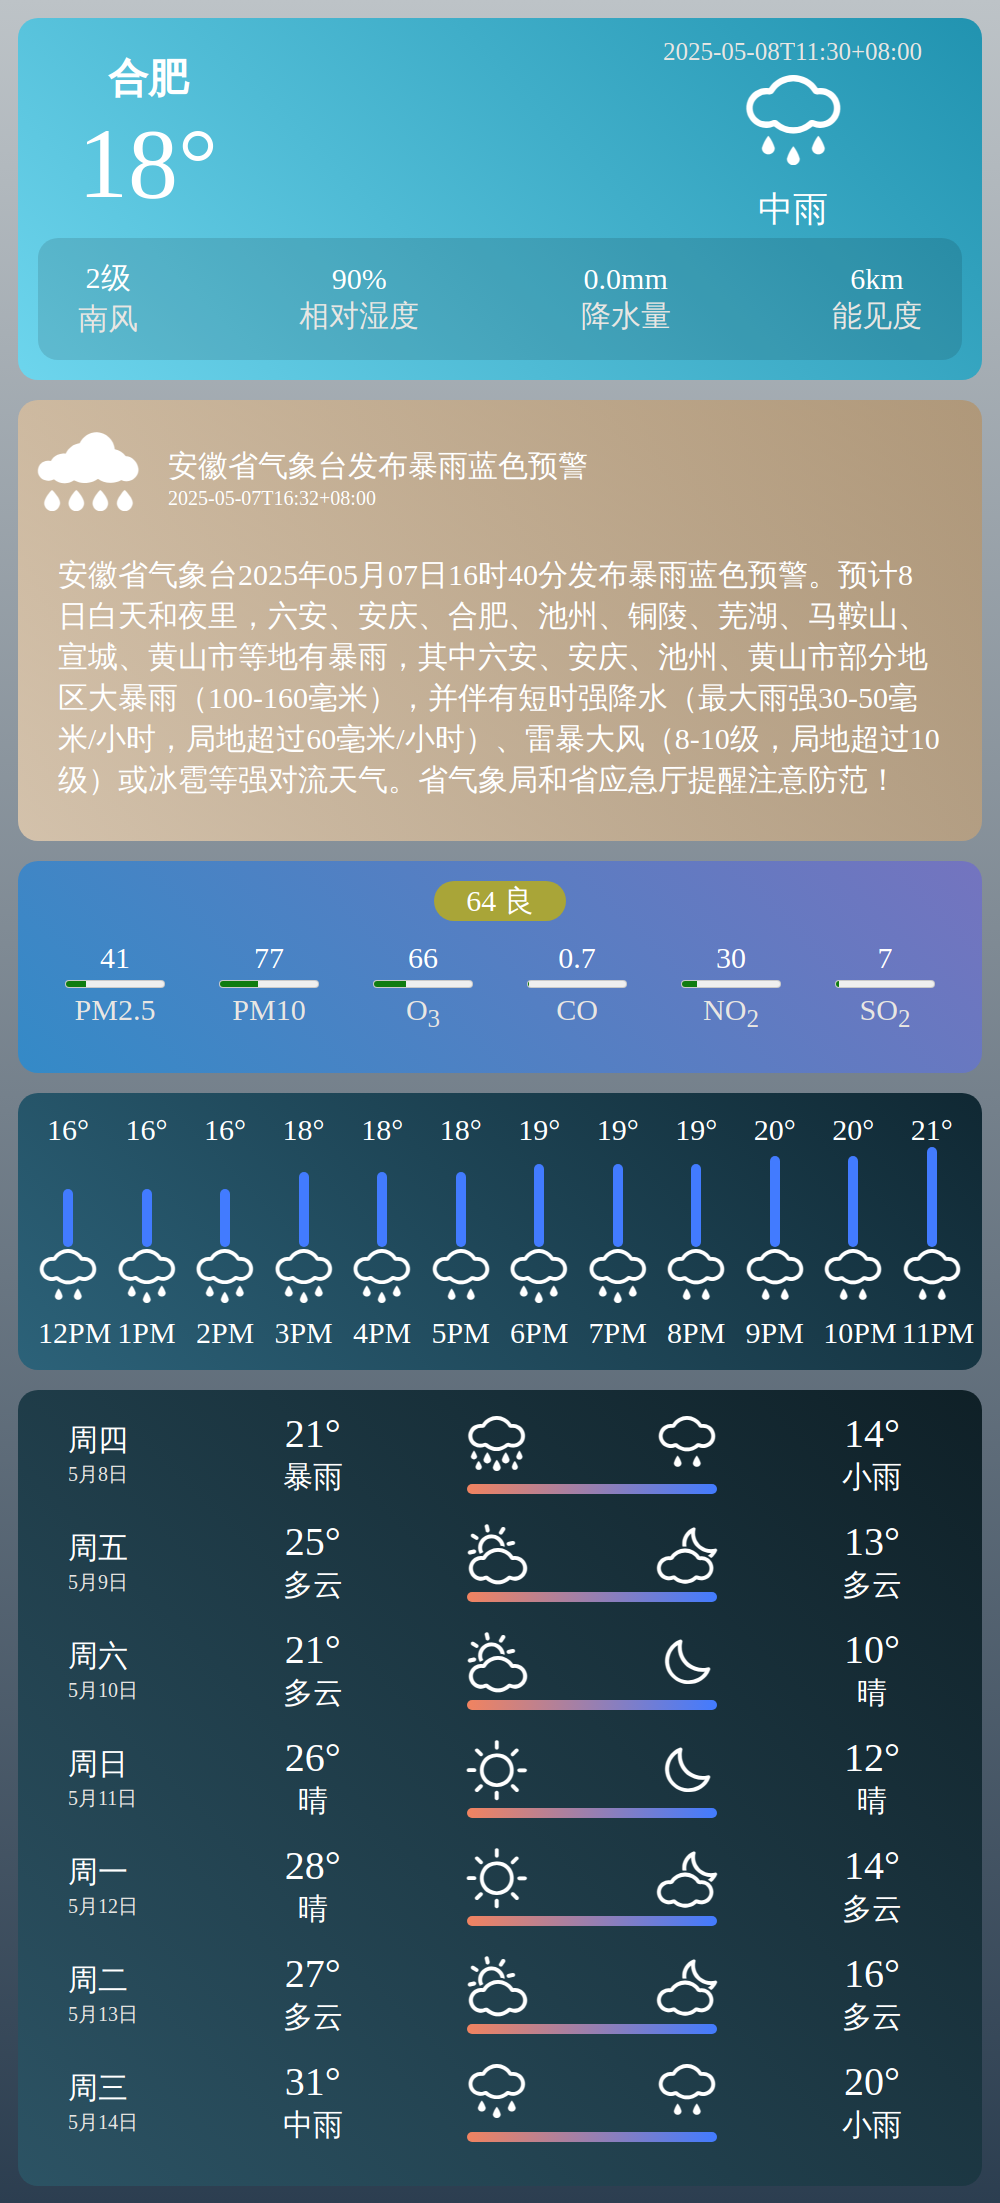 合肥
18°
2025-05-08T11:30+08:00
中雨
2级 90% 0.0mm 6km
南风 相对湿度 降水量 能见度
安徽省气象台发布暴雨蓝色预警
2025-05-07T16:32+08:00
安徽省气象台2025年05月07日16时40分发布暴雨蓝色预警。预计8
日白天和夜里，六安、安庆、合肥、池州、铜陵、芜湖、马鞍山、
宣城、黄山市等地有暴雨，其中六安、安庆、池州、黄山市部分地
区大暴雨（100-160毫米），并伴有短时强降水（最大雨强30-50毫
米/小时，局地超过60毫米/小时）、雷暴大风（8-10级，局地超过10
级）或冰雹等强对流天气。省气象局和省应急厅提醒注意防范！
64 良
41 77 66 0.7 30 7
PM2.5 PM10 O3 CO NO2 SO2
16° 16° 16° 18° 18° 18° 19° 19° 19° 20° 20° 21°
12PM 1PM 2PM 3PM 4PM 5PM 6PM 7PM 8PM 9PM 10PM 11PM
周四 21° 14°
5月8日 暴雨 小雨
周五 25° 13°
5月9日 多云 多云
周六 21° 10°
5月10日 多云 晴
周日 26° 12°
5月11日 晴 晴
周一 28° 14°
5月12日 晴 多云
周二 27° 16°
5月13日 多云 多云
周三 31° 20°
5月14日 中雨 小雨